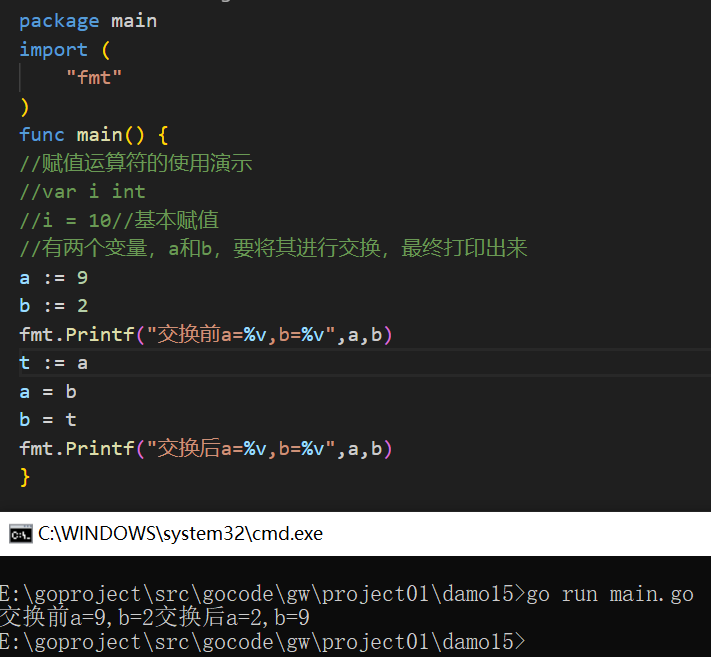 package main
import (
"fmt"
)
func main() {
//赋值运算符的使用演示
//var i int
//i = 10//基本赋值
//有两个变量，a和b，要将其进行交换，最终打印出来
a := 9
b := 2
fmt.Printf("交换前a=%v,b=%v",a,b)
t := a
a = b
b = t
fmt.Printf("交换后a=%v,b=%v",a,b)
}
C:\WINDOWS\system32\cmd.exe
E:\goproject\src\gocode\gw\project01\damo15>go run main.go
交换前a=9,b=2交换后a=2,b=9
E:\goproject\src\gocode\gw\project01\damo15>